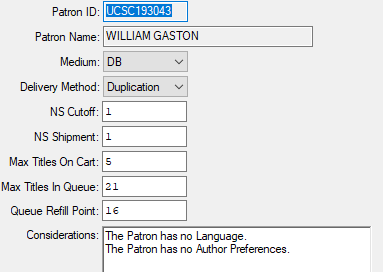 Patron ID: UCSC193043
Patron Name: WILLIAM GASTON
Medium: DB
Delivery Method: Duplication
NS Cutoff: 1
NS Shipment: 1
Max Titles On Cart: 5
Max Titles In Queue: 21
Queue Refill Point: 16
Considerations: The Patron has no Language.
The Patron has no Author Preferences.